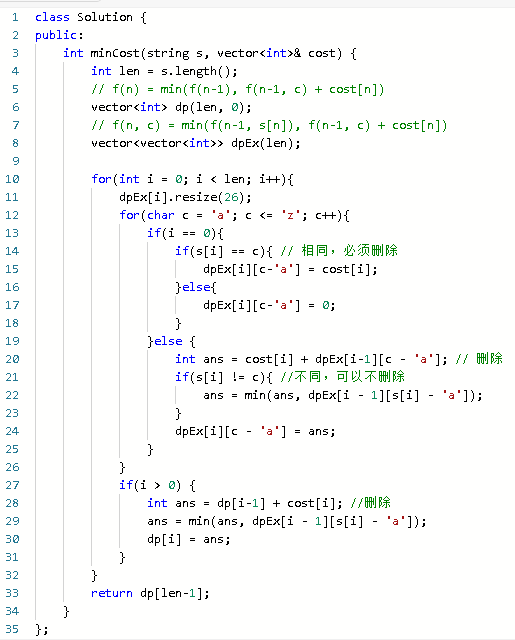 1 class Solution {
2 public:
3     int minCost(string s, vector<int>& cost) {
4         int len = s.length();
5         // f(n) = min(f(n-1), f(n-1, c) + cost[n])
6         vector<int> dp(len, 0);
7         // f(n, c) = min(f(n-1, s[n]), f(n-1, c) + cost[n])
8         vector<vector<int>> dpEx(len);
9
10         for(int i = 0; i < len; i++){
11             dpEx[i].resize(26);
12             for(char c = 'a'; c <= 'z'; c++){
13                 if(i == 0){
14                     if(s[i] == c){ // 相同，必须删除
15                         dpEx[i][c-'a'] = cost[i];
16                     }else{
17                         dpEx[i][c-'a'] = 0;
18                     }
19                 }else {
20                     int ans = cost[i] + dpEx[i-1][c - 'a']; // 删除
21                     if(s[i] != c){ //不同，可以不删除
22                         ans = min(ans, dpEx[i - 1][s[i] - 'a']);
23                     }
24                     dpEx[i][c - 'a'] = ans;
25                 }
26             }
27             if(i > 0) {
28                 int ans = dp[i-1] + cost[i]; //删除
29                 ans = min(ans, dpEx[i - 1][s[i] - 'a']);
30                 dp[i] = ans;
31             }
32         }
33         return dp[len-1];
34     }
35 };